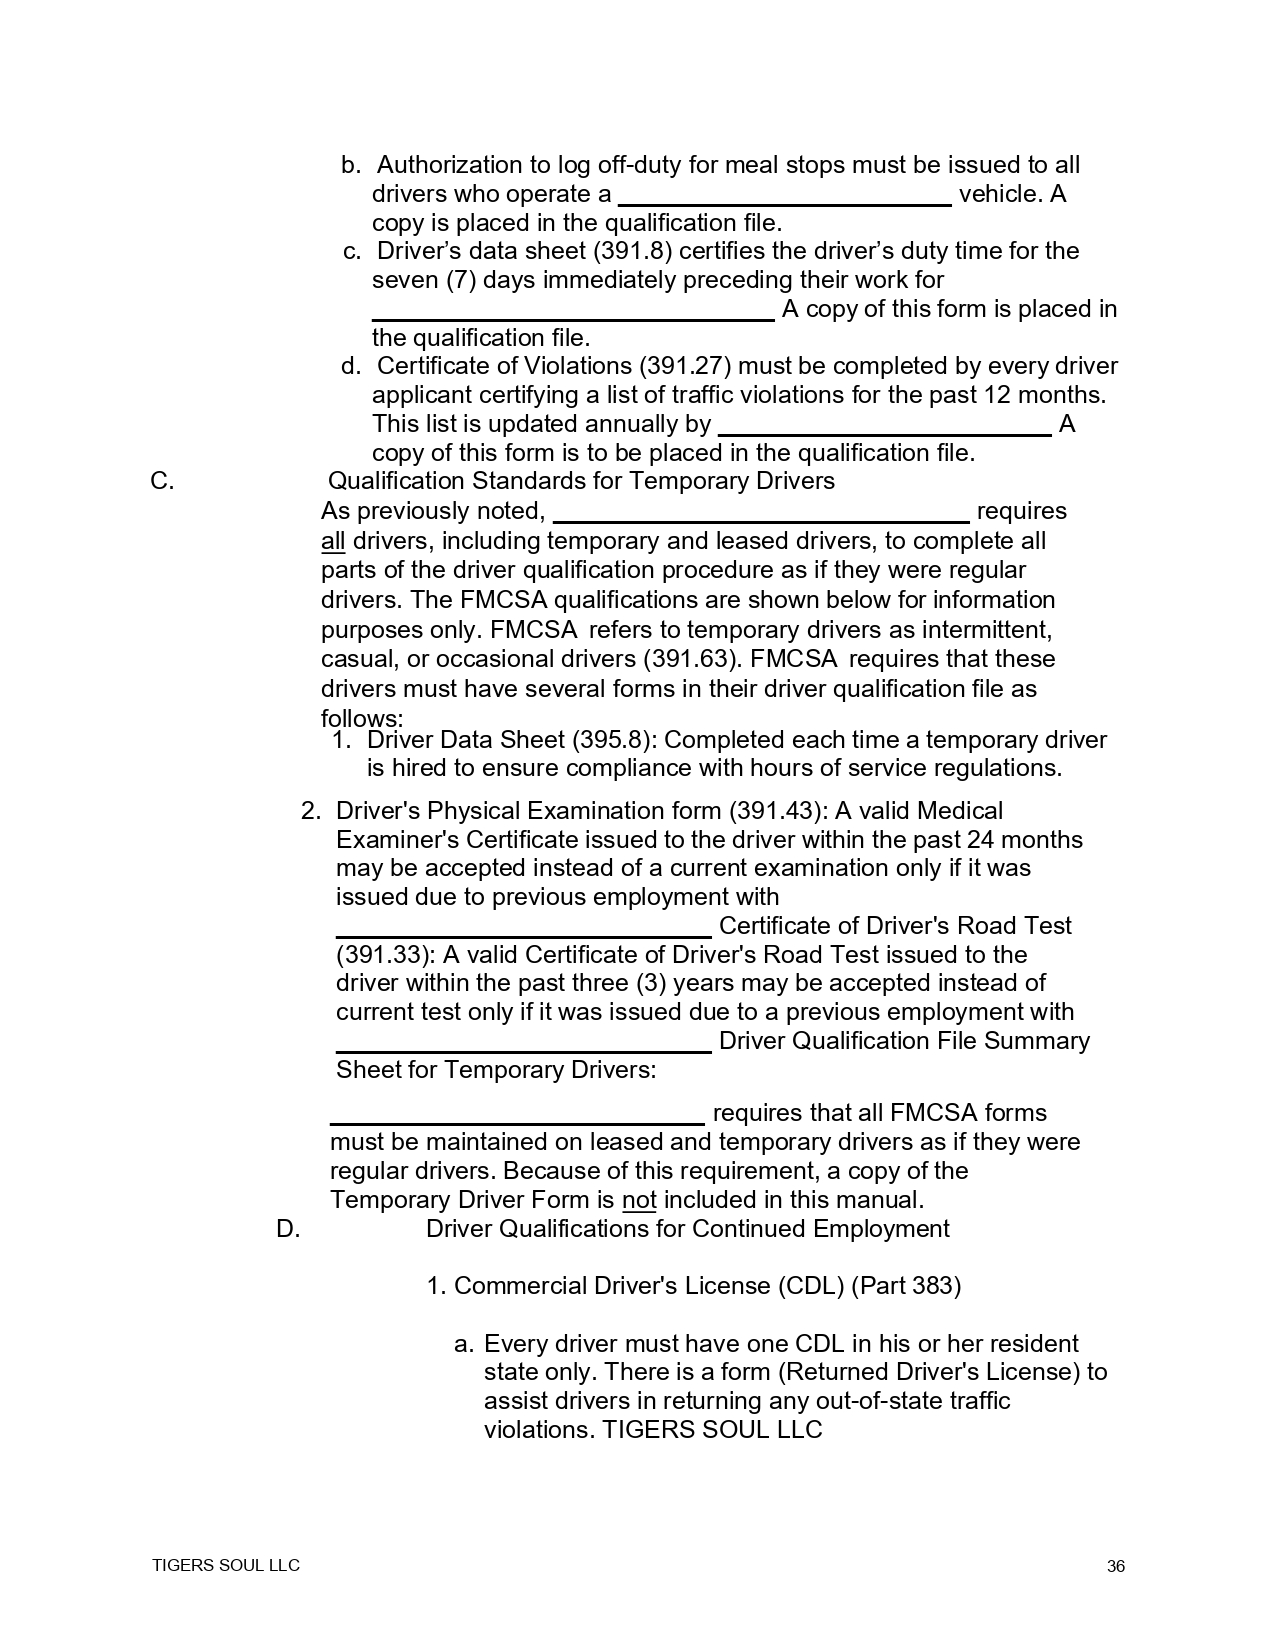 b. Authorization to log off-duty for meal stops must be issued to all
drivers who operate a ________________________ vehicle. A
copy is placed in the qualification file.
c. Driver’s data sheet (391.8) certifies the driver’s duty time for the
seven (7) days immediately preceding their work for
_____________________________ A copy of this form is placed in
the qualification file.
d. Certificate of Violations (391.27) must be completed by every driver
applicant certifying a list of traffic violations for the past 12 months.
This list is updated annually by ________________________ A
copy of this form is to be placed in the qualification file.
C. Qualification Standards for Temporary Drivers
As previously noted, ______________________________ requires
all drivers, including temporary and leased drivers, to complete all
parts of the driver qualification procedure as if they were regular
drivers. The FMCSA qualifications are shown below for information
purposes only. FMCSA refers to temporary drivers as intermittent,
casual, or occasional drivers (391.63). FMCSA requires that these
drivers must have several forms in their driver qualification file as
follows:
1. Driver Data Sheet (395.8): Completed each time a temporary driver
is hired to ensure compliance with hours of service regulations.
2. Driver's Physical Examination form (391.43): A valid Medical
Examiner's Certificate issued to the driver within the past 24 months
may be accepted instead of a current examination only if it was
issued due to previous employment with
___________________________ Certificate of Driver's Road Test
(391.33): A valid Certificate of Driver's Road Test issued to the
driver within the past three (3) years may be accepted instead of
current test only if it was issued due to a previous employment with
___________________________ Driver Qualification File Summary
Sheet for Temporary Drivers:
___________________________ requires that all FMCSA forms
must be maintained on leased and temporary drivers as if they were
regular drivers. Because of this requirement, a copy of the
Temporary Driver Form is not included in this manual.
D. Driver Qualifications for Continued Employment
1. Commercial Driver's License (CDL) (Part 383)
a. Every driver must have one CDL in his or her resident
state only. There is a form (Returned Driver's License) to
assist drivers in returning any out-of-state traffic
violations. TIGERS SOUL LLC
TIGERS SOUL LLC 36